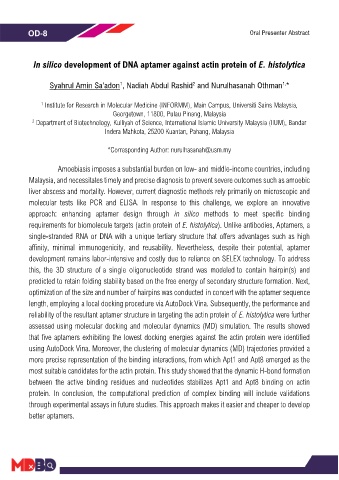 OD-8
Oral Presenter Abstract
In silico development of DNA aptamer against actin protein of E. histolytica
Syahrul Amin Sa'adon¹, Nadiah Abdul Rashid² and Nurulhasanah Othman¹,*
¹ Institute for Research in Molecular Medicine (INFORMM), Main Campus, Universiti Sains Malaysia,
Georgetown, 11800, Pulau Pinang, Malaysia
² Department of Biotechnology, Kulliyah of Science, International Islamic University Malaysia (IIUM), Bandar
Indera Mahkota, 25200 Kuantan, Pahang, Malaysia
*Corresponding Author: nurulhasanah@usm.my
Amoebiasis imposes a substantial burden on low- and middle-income countries, including
Malaysia, and necessitates timely and precise diagnosis to prevent severe outcomes such as amoebic
liver abscess and mortality. However, current diagnostic methods rely primarily on microscopic and
molecular tests like PCR and ELISA. In response to this challenge, we explore an innovative
approach: enhancing aptamer design through in silico methods to meet specific binding
requirements for biomolecule targets (actin protein of E. histolytica). Unlike antibodies, Aptamers, a
single-stranded RNA or DNA with a unique tertiary structure that offers advantages such as high
affinity, minimal immunogenicity, and reusability. Nevertheless, despite their potential, aptamer
development remains labor-intensive and costly due to reliance on SELEX technology. To address
this, the 3D structure of a single oligonucleotide strand was modeled to contain hairpin(s) and
predicted to retain folding stability based on the free energy of secondary structure formation. Next,
optimization of the size and number of hairpins was conducted in concert with the aptamer sequence
length, employing a local docking procedure via AutoDock Vina. Subsequently, the performance and
reliability of the resultant aptamer structure in targeting the actin protein of E. histolytica were further
assessed using molecular docking and molecular dynamics (MD) simulation. The results showed
that five aptamers exhibiting the lowest docking energies against the actin protein were identified
using AutoDock Vina. Moreover, the clustering of molecular dynamics (MD) trajectories provided a
more precise representation of the binding interactions, from which Apt1 and Apt8 emerged as the
most suitable candidates for the actin protein. This study showed that the dynamic H-bond formation
between the active binding residues and nucleotides stabilizes Apt1 and Apt8 binding on actin
protein. In conclusion, the computational prediction of complex binding will include validations
through experimental assays in future studies. This approach makes it easier and cheaper to develop
better aptamers.